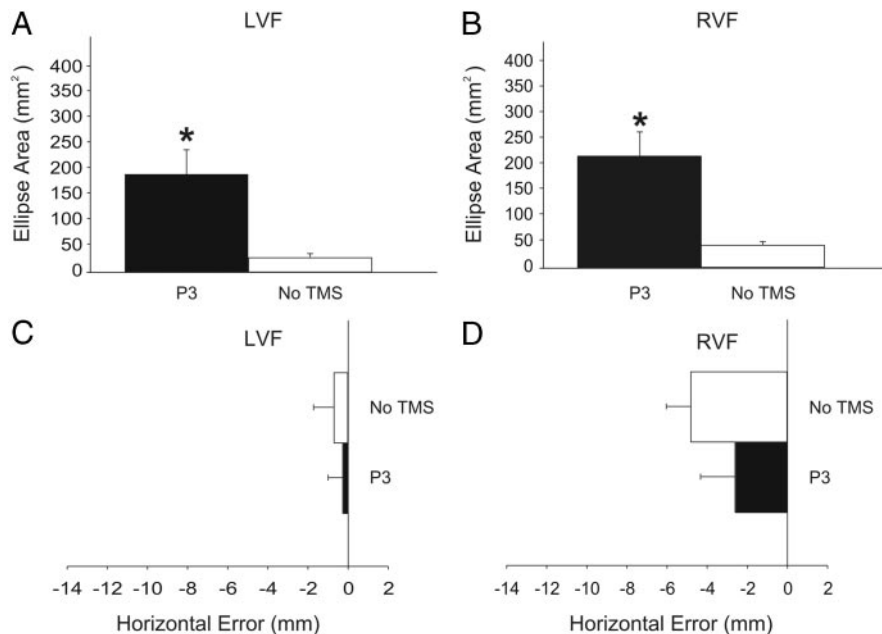 A
LVF
Ellipse Area (mm²)
400
350
300
250
200
150
100
50
0
*
P3
No TMS
B
RVF
Ellipse Area (mm²)
400
350
300
250
200
150
100
50
0
*
P3
No TMS
C
LVF
No TMS
P3
-14 -12 -10 -8 -6 -4 -2 0 2
Horizontal Error (mm)
D
RVF
No TMS
P3
-14 -12 -10 -8 -6 -4 -2 0 2
Horizontal Error (mm)